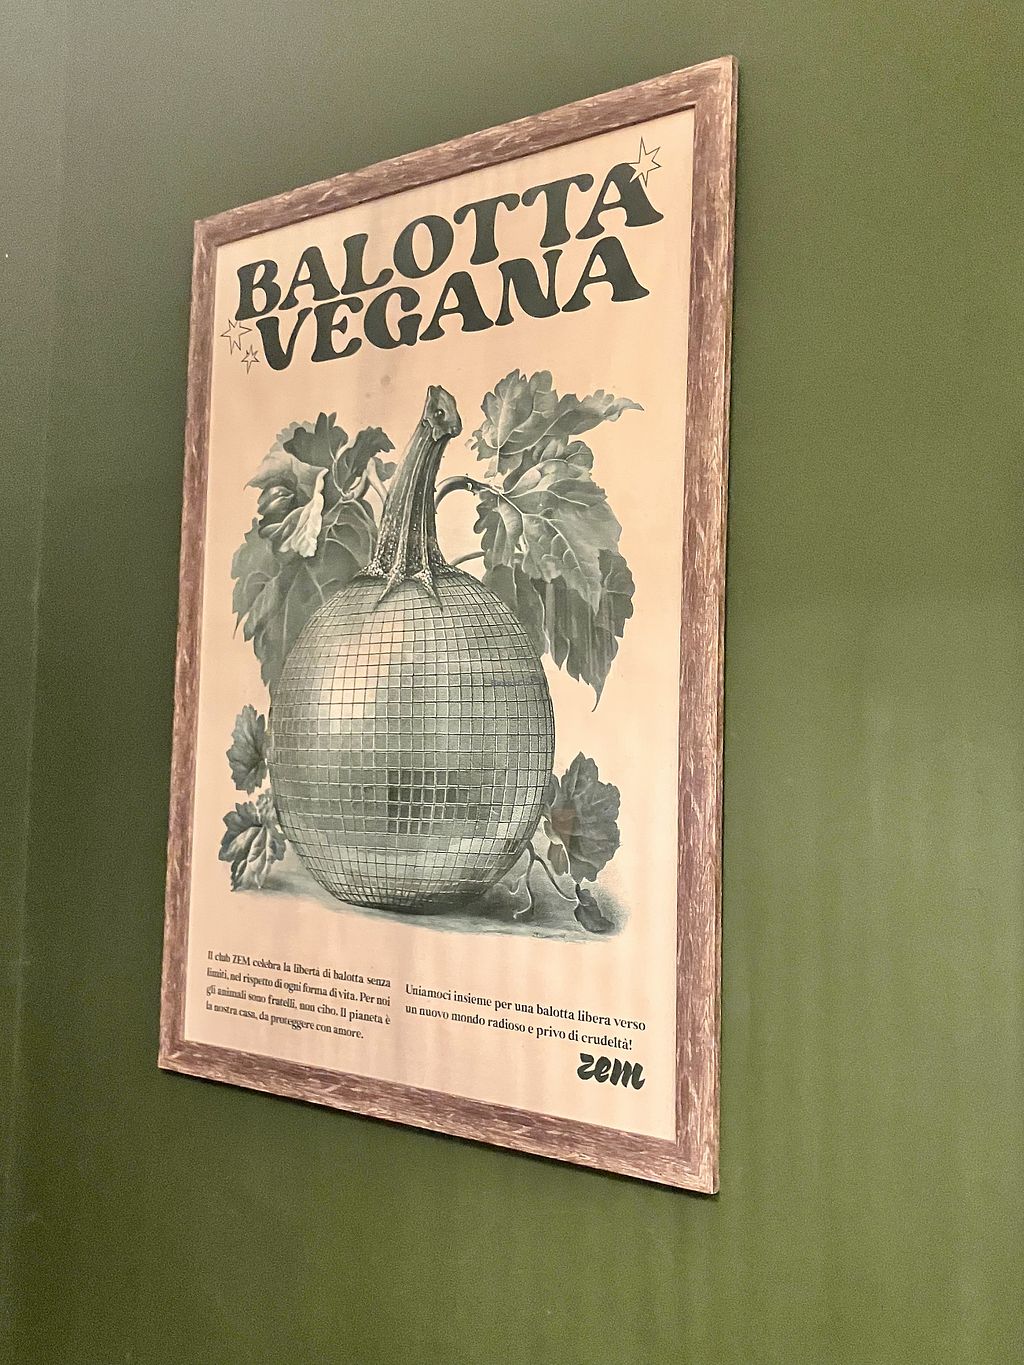 BALOTTA
VEGANA
Il club ZEM celebra la libertà di balotta senza
limiti, nel rispetto di ogni forma di vita. Per noi
gli animali sono fratelli, non cibo. Il pianeta è
la nostra casa, da proteggere con amore.
Uniamoci insieme per una balotta libera verso
un nuovo mondo radioso e privo di crudeltà!
zem